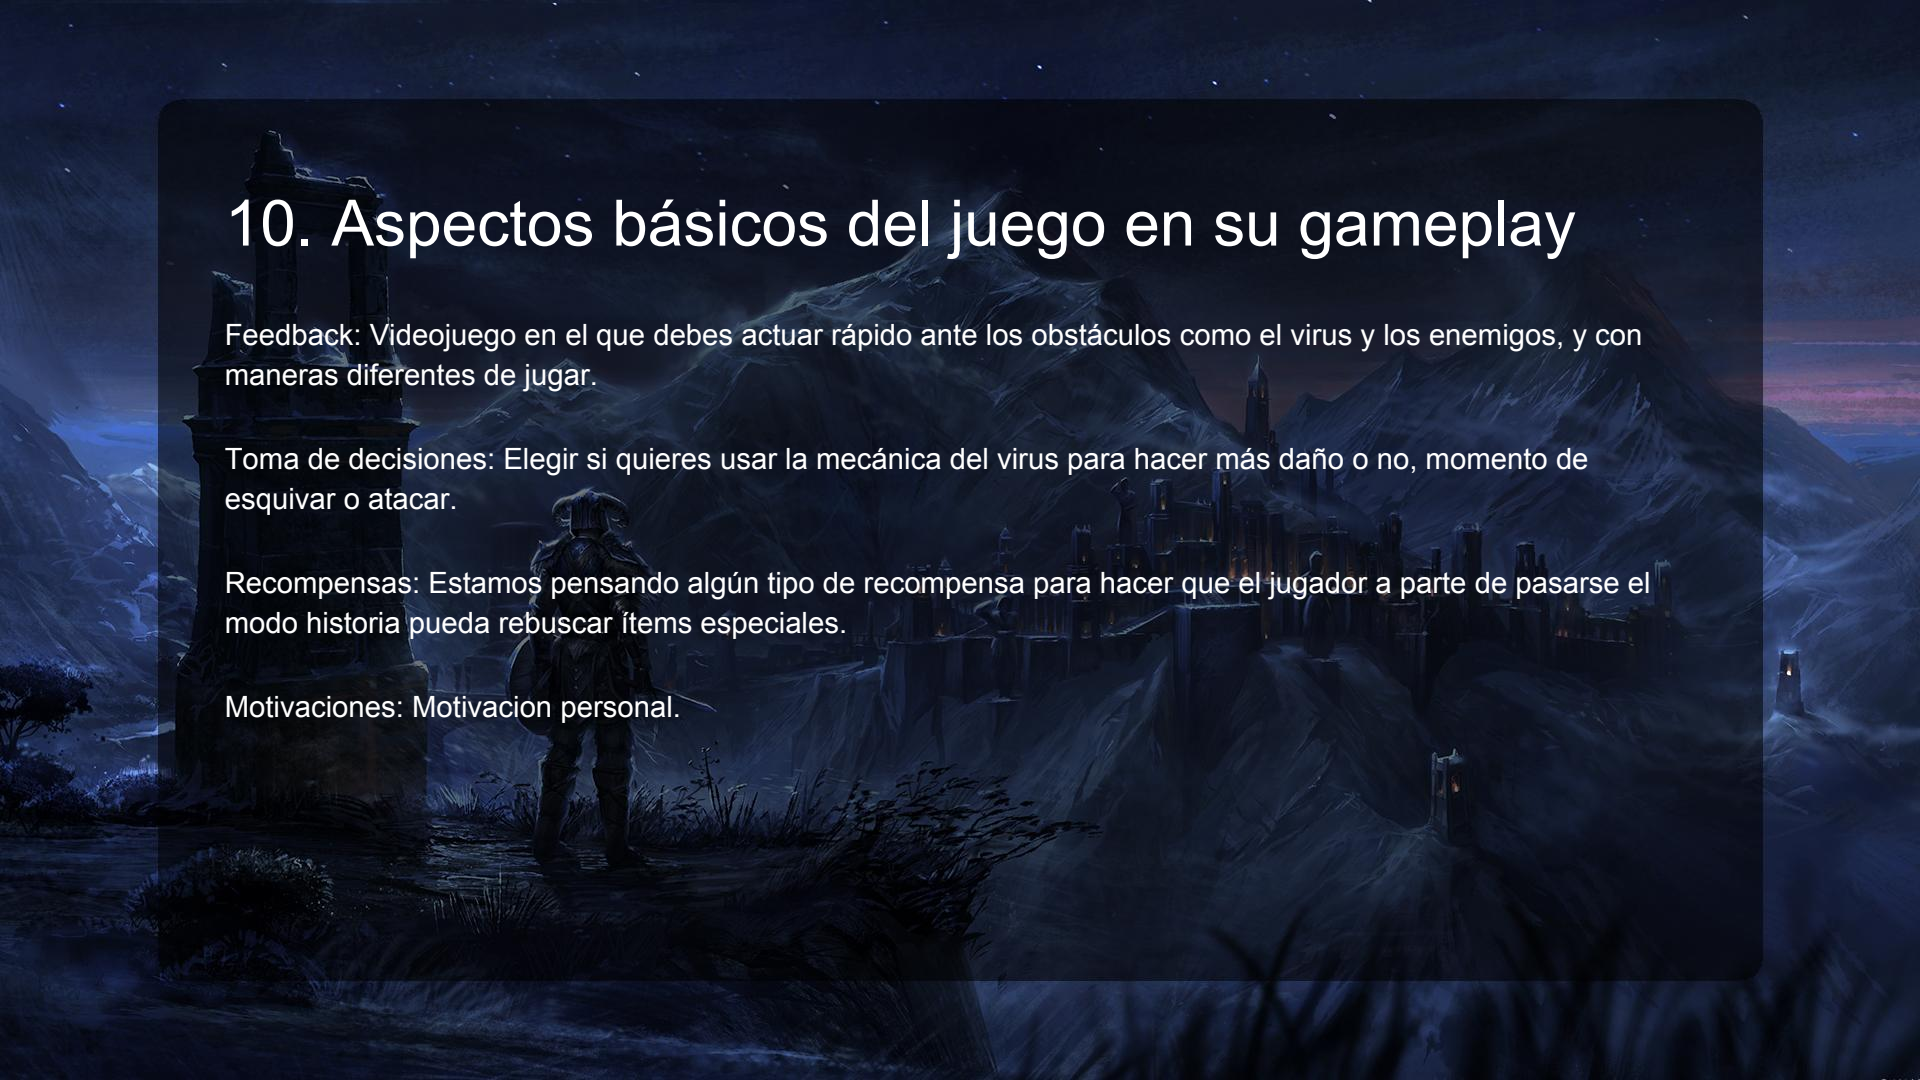 10. Aspectos básicos del juego en su gameplay
Feedback: Videojuego en el que debes actuar rápido ante los obstáculos como el virus y los enemigos, y con
maneras diferentes de jugar.
Toma de decisiones: Elegir si quieres usar la mecánica del virus para hacer más daño o no, momento de
esquivar o atacar.
Recompensas: Estamos pensando algún tipo de recompensa para hacer que el jugador a parte de pasarse el
modo historia pueda rebuscar ítems especiales.
Motivaciones: Motivacion personal.